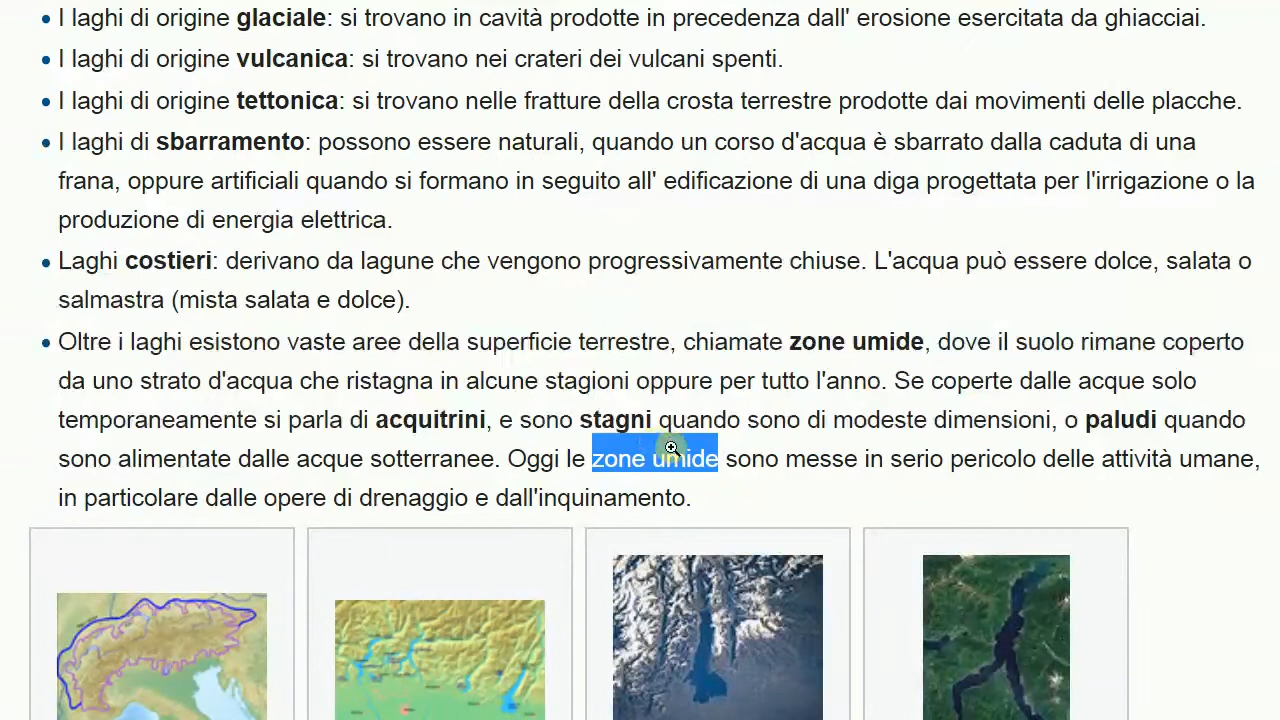 I laghi di origine glaciale: si trovano in cavità prodotte in precedenza dall' erosione esercitata da ghiacciai.
I laghi di origine vulcanica: si trovano nei crateri dei vulcani spenti.
I laghi di origine tettonica: si trovano nelle fratture della crosta terrestre prodotte dai movimenti delle placche.
I laghi di sbarramento: possono essere naturali, quando un corso d'acqua è sbarrato dalla caduta di una
frana, oppure artificiali quando si formano in seguito all' edificazione di una diga progettata per l'irrigazione o la
produzione di energia elettrica.
Laghi costieri: derivano da lagune che vengono progressivamente chiuse. L'acqua può essere dolce, salata o
salmastra (mista salata e dolce).
Oltre i laghi esistono vaste aree della superficie terrestre, chiamate zone umide, dove il suolo rimane coperto
da uno strato d'acqua che ristagna in alcune stagioni oppure per tutto l'anno. Se coperte dalle acque solo
temporaneamente si parla di acquitrini, e sono stagni quando sono di modeste dimensioni, o paludi quando
sono alimentate dalle acque sotterranee. Oggi le zone umide sono messe in serio pericolo delle attività umane,
in particolare dalle opere di drenaggio e dall'inquinamento.